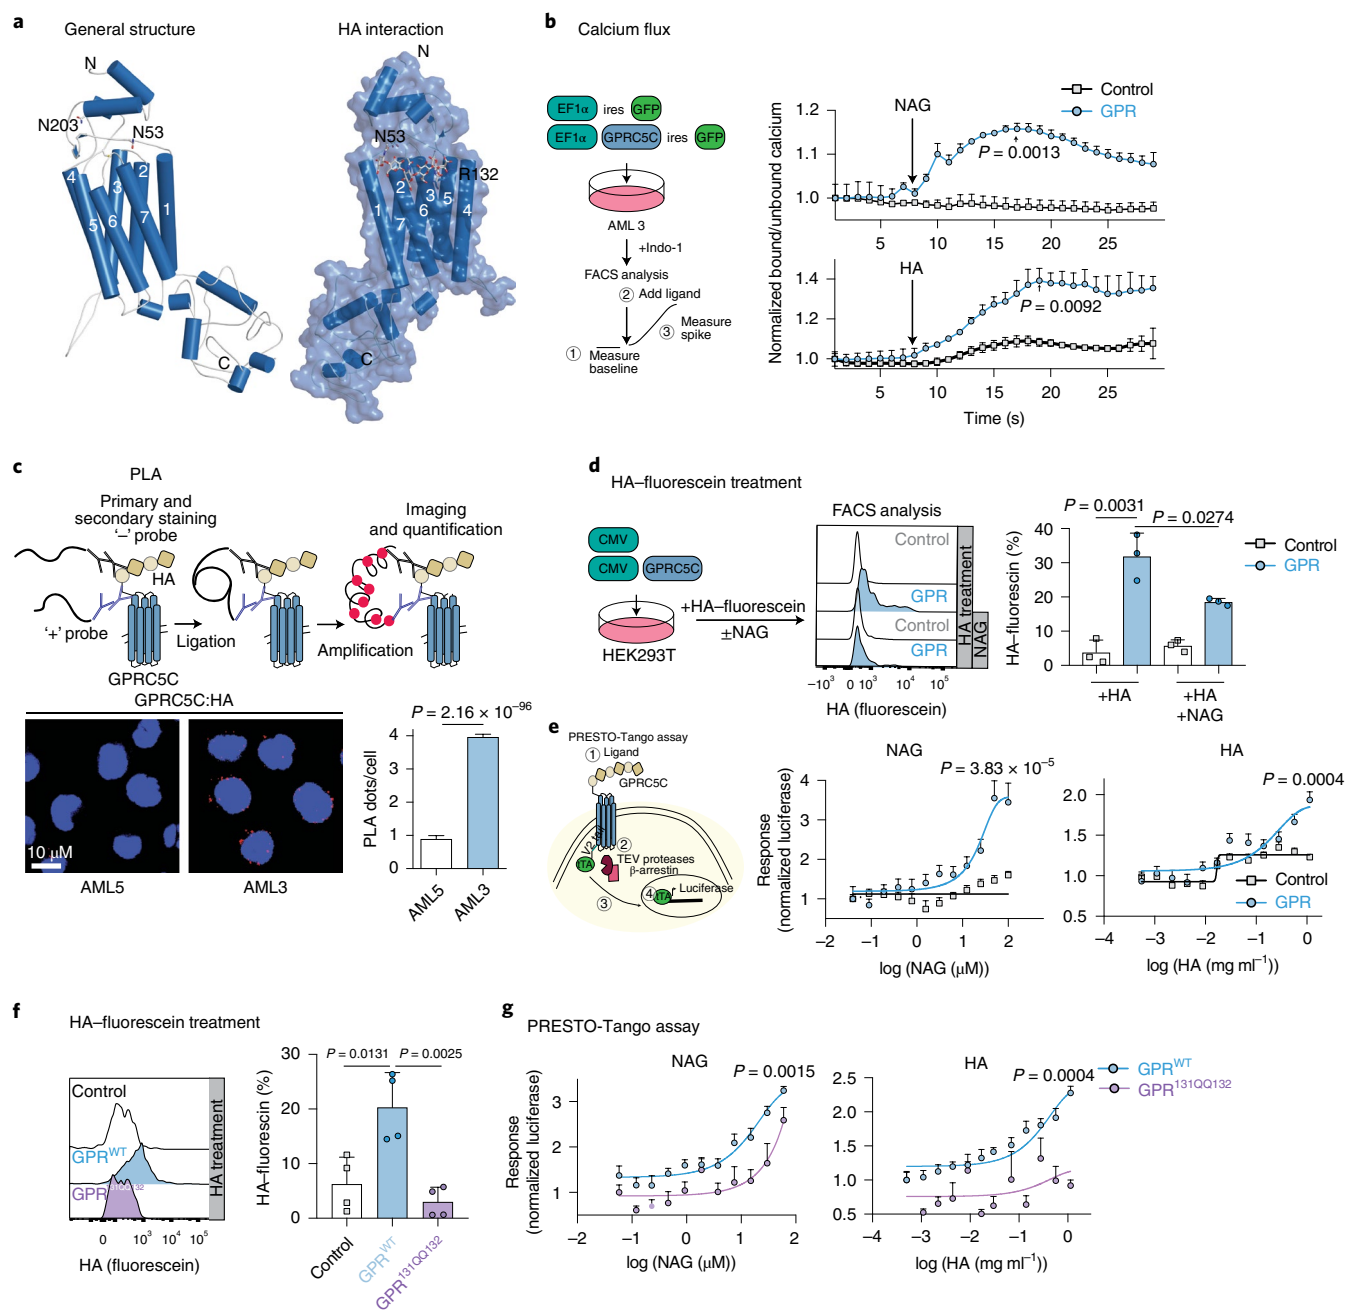 a
General structure
HA interaction
N
N203
N53
4
3
2
1
5
6
7
C
N
N53
R132
2
3
5
1
6
4
7
C
b
Calcium flux
EF1α ires GFP
EF1α GPRC5C ires GFP
AML 3
+Indo-1
FACS analysis
② Add ligand
③ Measure
spike
① Measure
baseline
Normalized bound/unbound calcium
Control
GPR
1.2
1.1
1.0
NAG
P = 0.0013
5 10 15 20 25
1.4
1.2
1.0
HA
P = 0.0092
5 10 15 20 25
Time (s)
c
PLA
Primary and
secondary staining
‘–’ probe
HA
‘+’ probe
GPRC5C
Ligation
Amplification
Imaging
and quantification
GPRC5C:HA
10 μM
AML5
AML3
P = 2.16 × 10–96
PLA dots/cell
4
3
2
1
0
AML5
AML3
d
HA–fluorescein treatment
CMV
CMV GPRC5C
HEK293T
+HA–fluorescein
±NAG
FACS analysis
Control
GPR
Control
GPR
HA treatment
NAG
–10³ 0 10³ 10⁴ 10⁵
HA (fluorescein)
P = 0.0031
P = 0.0274
HA–fluorescin (%)
40
30
20
10
0
+HA
+HA
+NAG
Control
GPR
e
PRESTO-Tango assay
① Ligand
GPRC5C
V2 tail
②
tTA
TEV proteases
β-arrestin
③
④ tTA Luciferase
NAG
P = 3.83 × 10–5
Response
(normalized luciferase)
4
3
2
1
–2 –1 0 1 2
log (NAG (μM))
HA
P = 0.0004
2.0
1.5
1.0
0.5
Control
GPR
–4 –3 –2 –1 0
log (HA (mg ml–1))
f
HA–fluorescein treatment
Control
GPRWT
GPR131QQ132
HA treatment
0 10³ 10⁴ 10⁵
HA (fluorescein)
HA–fluorescin (%)
30
20
10
0
P = 0.0131
P = 0.0025
Control
GPRWT
GPR131QQ132
g
PRESTO-Tango assay
NAG
P = 0.0015
Response
(normalized luciferase)
3
2
1
–2 –1 0 1 2
log (NAG (μM))
HA
P = 0.0004
2.5
2.0
1.5
1.0
0.5
–4 –3 –2 –1 0
log (HA (mg ml–1))
GPRWT
GPR131QQ132